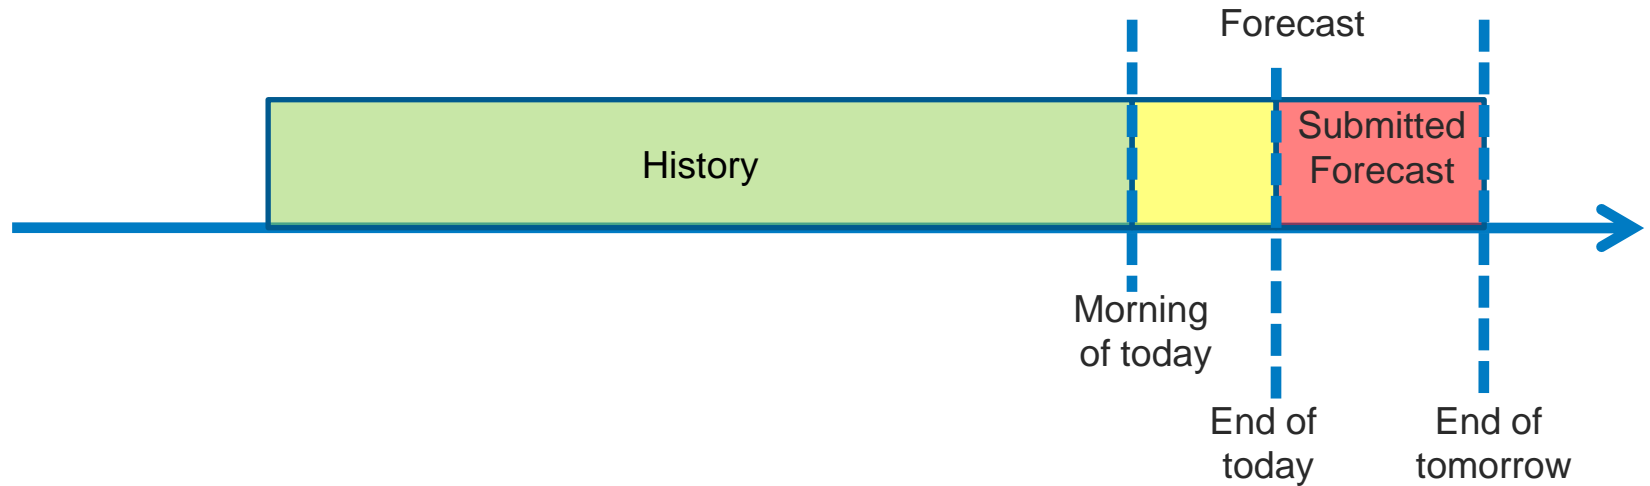 Forecast
History
Submitted
Forecast
Morning
of today
End of
today
End of
tomorrow